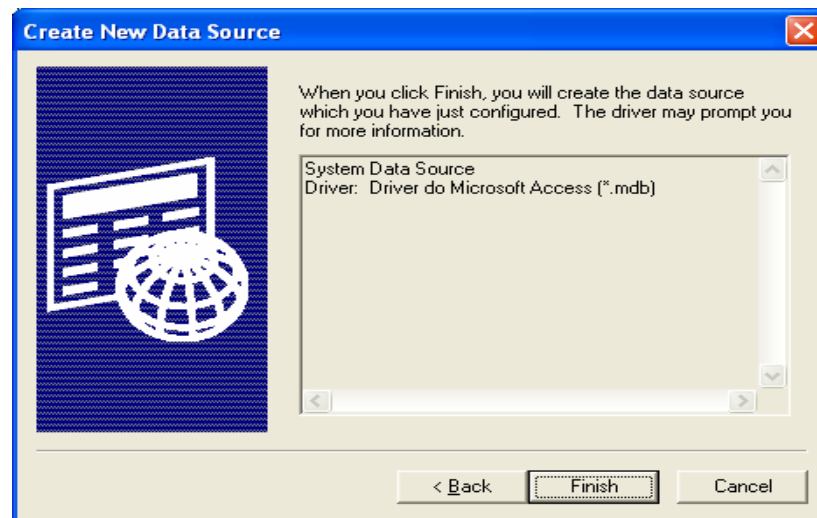 Create New Data Source
When you click Finish, you will create the data source
which you have just configured. The driver may prompt you
for more information.
System Data Source
Driver: Driver do Microsoft Access (*.mdb)
< Back
Finish
Cancel